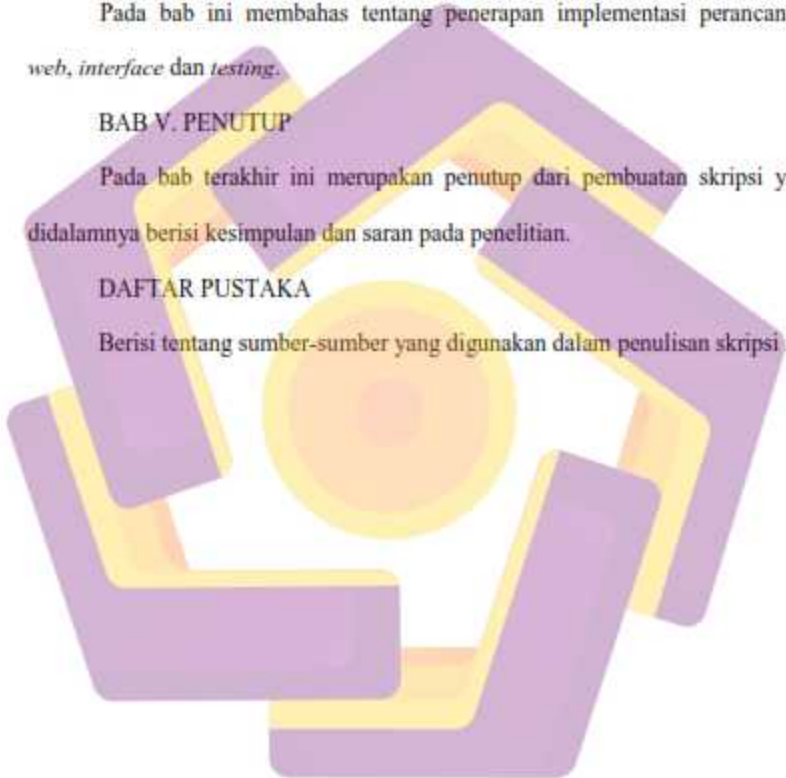 Pada bab ini membahas tentang penerapan implementasi perancan
web, interface dan testing.
BAB V. PENUTUP
Pada bab terakhir ini merupakan penutup dari pembuatan skripsi y
didalamnya berisi kesimpulan dan saran pada penelitian.
DAFTAR PUSTAKA
Berisi tentang sumber-sumber yang digunakan dalam penulisan skripsi